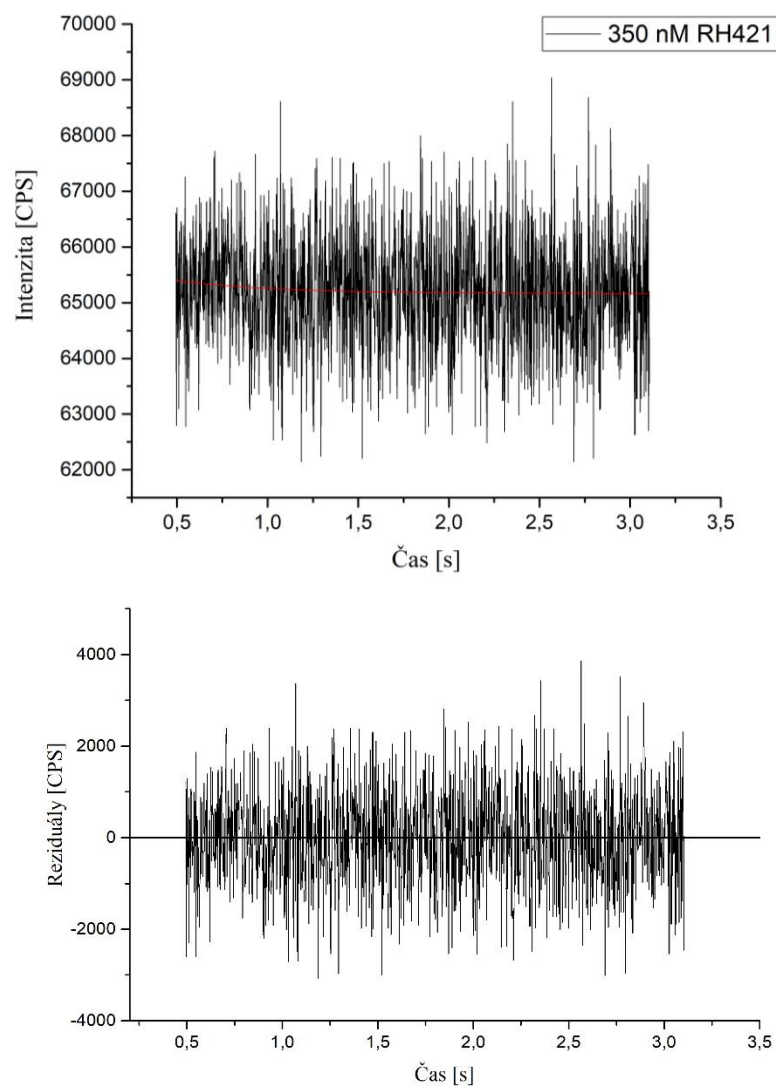 350 nM RH421
70000
69000
68000
67000
66000
65000
64000
63000
62000
Intenzita [CPS]
0,5 1,0 1,5 2,0 2,5 3,0 3,5
Čas [s]
4000
2000
0
-2000
-4000
Reziduály [CPS]
0,5 1,0 1,5 2,0 2,5 3,0 3,5
Čas [s]